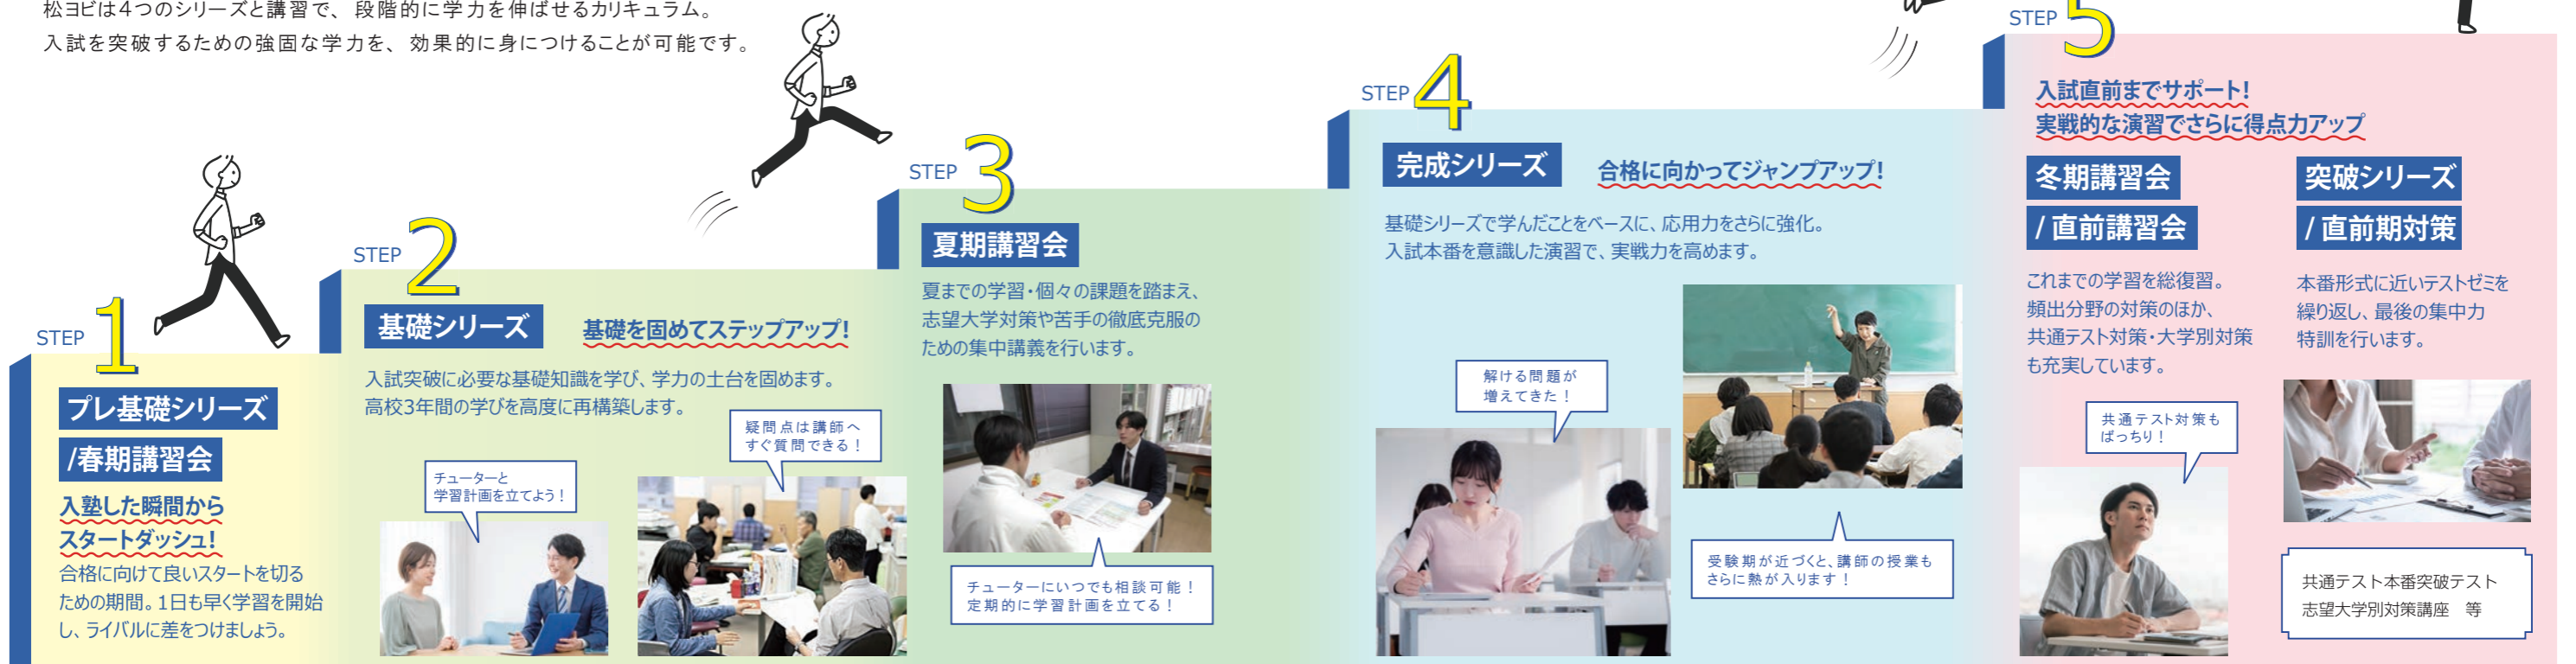 松ヨビは4つのシリーズと講習で、段階的に学力を伸ばせるカリキュラム。
入試を突破するための強固な学力を、効果的に身につけることが可能です。
STEP 1
プレ基礎シリーズ
/春期講習会
入塾した瞬間から
スタートダッシュ!
合格に向けて良いスタートを切る
ための期間。1日も早く学習を開始
し、ライバルに差をつけましょう。
STEP 2
基礎シリーズ
基礎を固めてステップアップ!
入試突破に必要な基礎知識を学び、学力の土台を固めます。
高校3年間の学びを高度に再構築します。
チューターと
学習計画を立てよう!
疑問点は講師へ
すぐ質問できる!
STEP 3
夏期講習会
夏までの学習・個々の課題を踏まえ、
志望大学対策や苦手の徹底克服の
ための集中講義を行います。
チューターにいつでも相談可能!
定期的に学習計画を立てる!
STEP 4
完成シリーズ
合格に向かってジャンプアップ!
基礎シリーズで学んだことをベースに、応用力をさらに強化。
入試本番を意識した演習で、実戦力を高めます。
解ける問題が
増えてきた!
受験期が近づくと、講師の授業も
さらに熱が入ります!
STEP 5
入試直前までサポート!
実戦的な演習でさらに得点力アップ
冬期講習会
/直前講習会
これまでの学習を総復習。
頻出分野の対策のほか、
共通テスト対策・大学別対策
も充実しています。
共通テスト対策も
ばっちり!
突破シリーズ
/直前期対策
本番形式に近いテストゼミを
繰り返し、最後の集中力
特訓を行います。
共通テスト本番突破テスト
志望大学別対策講座 等